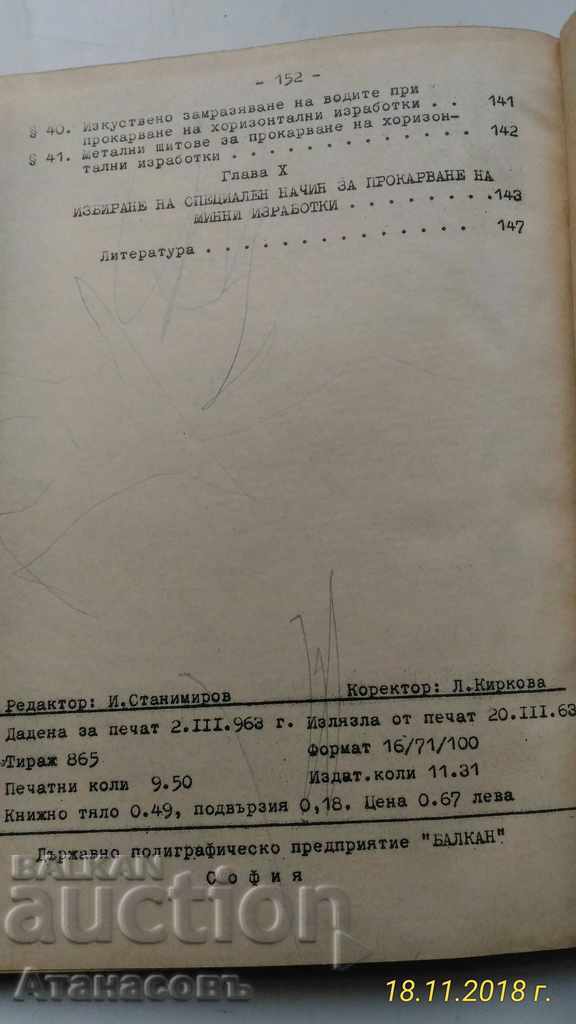 - 152 -
§ 40. Изкуствено замразяване на водите при
прокарване на хоризонтални изработки . . 141
§ 41. Метални щитове за прокарване на хоризон-
тални изработки . . . . . . . . . . . . . 142
Глава X
ИЗБИРАНЕ НА СПЕЦИАЛЕН НАЧИН ЗА ПРОКАРВАНЕ НА
МИННИ ИЗРАБОТКИ . . . . . . . . 143
Литература . . . . . . . . . . . . . . 147
Редактор: И.Станимиров Коректор: Л.Киркова
Дадена за печат 2.III.963 г. Излязла от печат 20.III.63
Тираж 865 Формат 16/71/100
Печатни коли 9.50 Издат.коли 11.31
Книжно тяло 0.49, подвързия 0,18. Цена 0.67 лева
Държавно полиграфическо предприятие "БАЛКАН"
София
BALKAN
auction
Атанасовъ
18.11.2018 г.